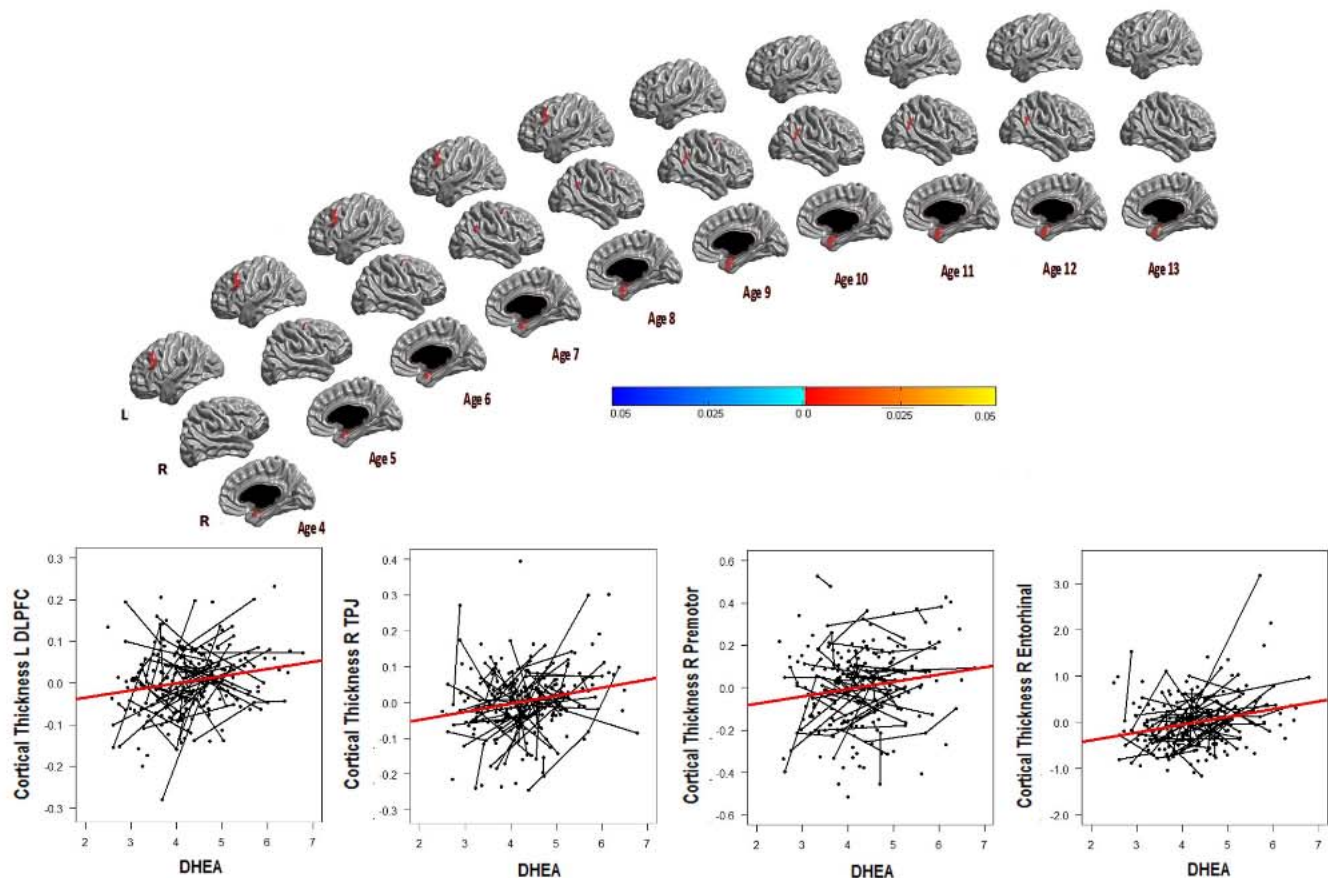 Age 13
Age 12
Age 11
Age 10
Age 9
Age 8
Age 7
Age 6
Age 5
Age 4
L
R
R
0.05 0.025 0 0 0.025 0.05
Cortical Thickness L DLPFC
0.3
0.2
0.1
0.0
-0.1
-0.2
-0.3
2 3 4 5 6 7
DHEA
Cortical Thickness R TPJ
0.4
0.3
0.2
0.1
0.0
-0.1
-0.2
-0.3
2 3 4 5 6 7
DHEA
Cortical Thickness R Premotor
0.6
0.4
0.2
0.0
-0.2
-0.4
-0.6
2 3 4 5 6 7
DHEA
Cortical Thickness R Entorhinal
3.0
2.0
1.0
0.0
-1.0
-2.0
2 3 4 5 6 7
DHEA